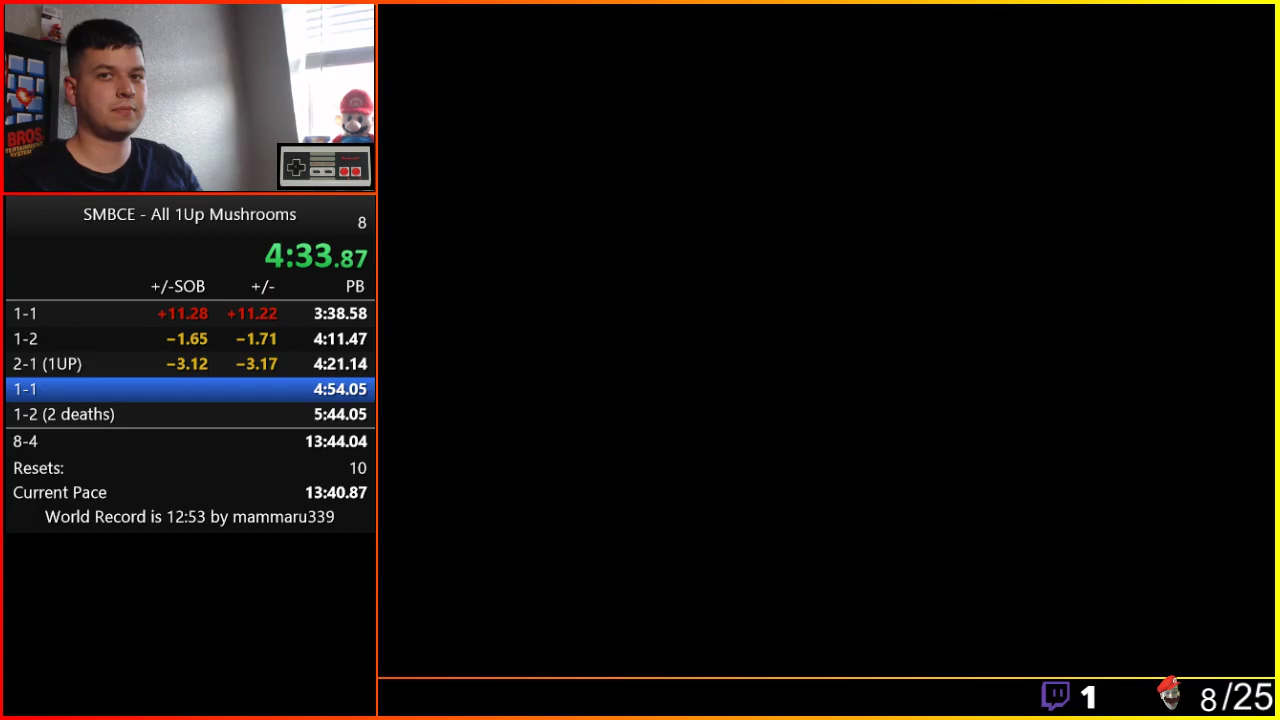 BROS.
ENTERTAINMENT
SYSTEM
SMBCE - All 1Up Mushrooms
8
4:33.87
+/-SOB +/- PB
1-1 +11.28 +11.22 3:38.58
1-2 −1.65 −1.71 4:11.47
2-1 (1UP) −3.12 −3.17 4:21.14
1-1 4:54.05
1-2 (2 deaths) 5:44.05
8-4 13:44.04
Resets: 10
Current Pace 13:40.87
World Record is 12:53 by mammaru339
1 8/25